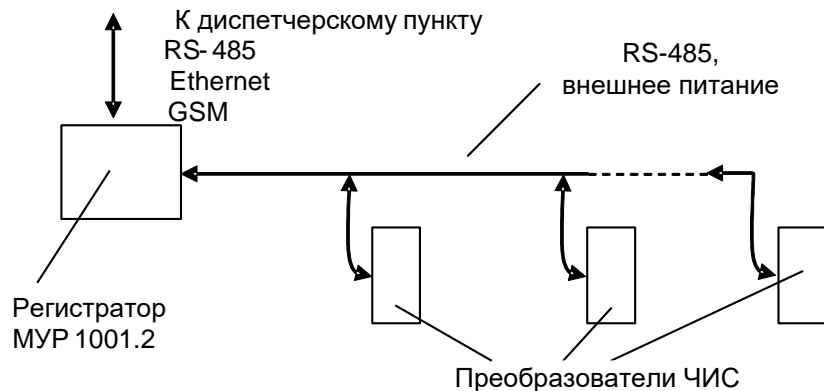 К диспетчерскому пункту
RS-485
Ethernet
GSM
RS-485,
внешнее питание
Регистратор
МУР 1001.2
Преобразователи ЧИС